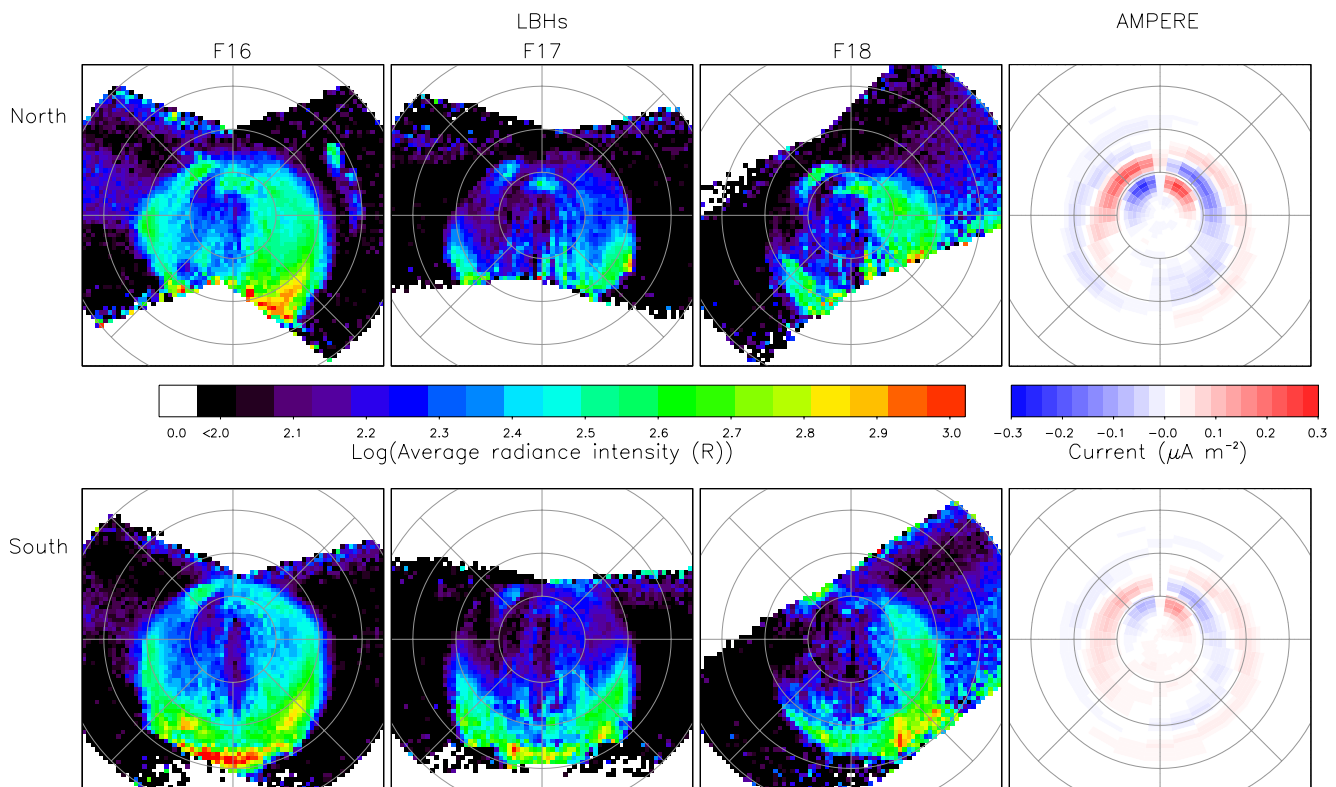 LBHs
AMPERE
F16
F17
F18
North
0.0 <2.0 2.1 2.2 2.3 2.4 2.5 2.6 2.7 2.8 2.9 3.0
Log(Average radiance intensity (R))
−0.3 −0.2 −0.1 −0.0 0.1 0.2 0.3
Current (μA m⁻²)
South